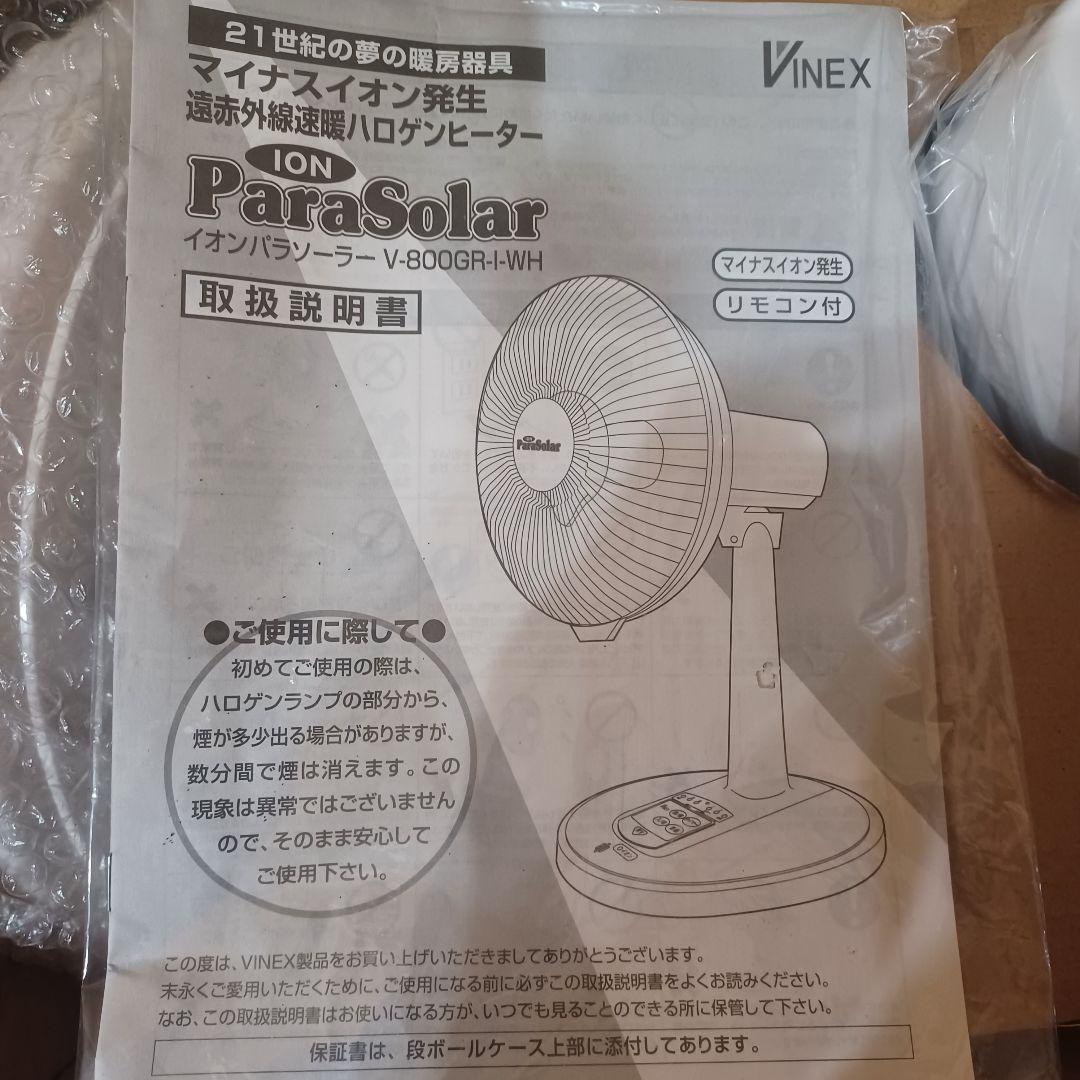 21世紀の夢の暖房器具
VINEX
マイナスイオン発生
遠赤外線速暖ハロゲンヒーター
ION
ParaSolar
イオンパラソーラー V-800GR-I-WH
取扱説明書
マイナスイオン発生
リモコン付
ParaSolar
●ご使用に際して●
初めてご使用の際は、
ハロゲンランプの部分から、
煙が多少出る場合がありますが、
数分間で煙は消えます。この
現象は異常ではございません
ので、そのまま安心して
ご使用下さい。
この度は、VINEX製品をお買い上げいただきましてありがとうございます。
末永くご愛用いただくために、ご使用になる前に必ずこの取扱説明書をよくお読みください。
なお、この取扱説明書はお使いになる方が、いつでも見ることのできる所に保管して下さい。
保証書は、段ボールケース上部に添付してあります。